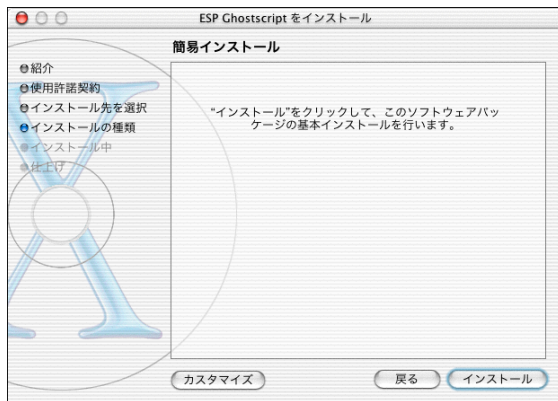 ESP Ghostscript をインストール
簡易インストール
紹介
使用許諾契約
インストール先を選択
インストールの種類
インストール中
仕上げ
“インストール”をクリックして、このソフトウェアパッ
ケージの基本インストールを行います。
カスタマイズ
戻る
インストール